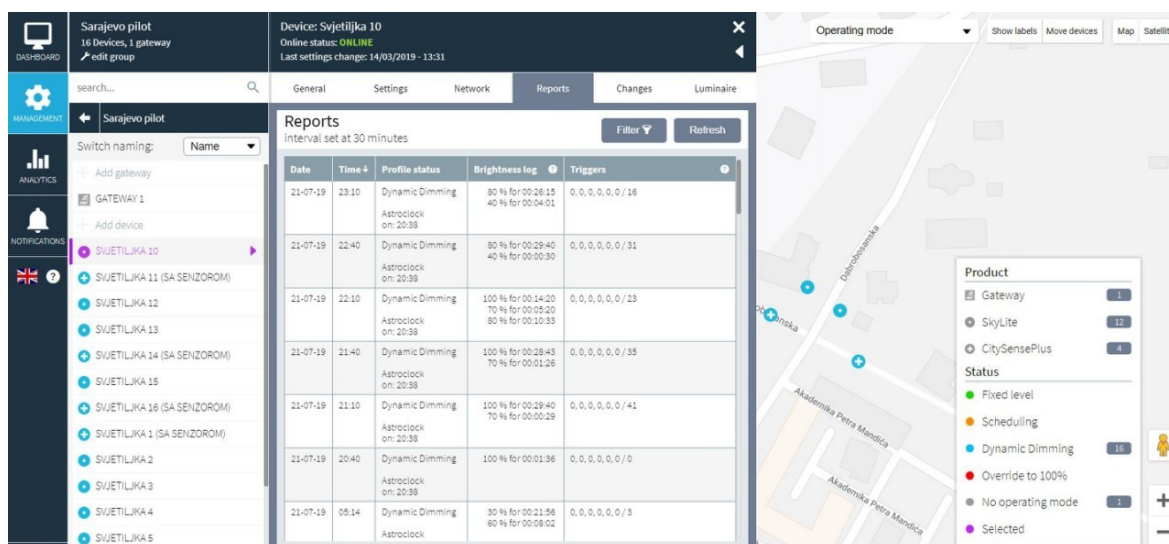 DASHBOARD
MANAGEMENT
ANALYTICS
NOTIFICATIONS
?
Sarajevo pilot
16 Devices, 1 gateway
edit group
search...
Sarajevo pilot
Switch naming:
Name
Add gateway
GATEWAY 1
Add device
SVJETILJKA 10
SVJETILJKA 11 (SA SENZOROM)
SVJETILJKA 12
SVJETILJKA 13
SVJETILJKA 14 (SA SENZOROM)
SVJETILJKA 15
SVJETILJKA 16 (SA SENZOROM)
SVJETILJKA 1 (SA SENZOROM)
SVJETILJKA 2
SVJETILJKA 3
SVJETILJKA 4
SVJETILJKA 5
Device: Svjetiljka 10
Online status: ONLINE
Last settings change: 14/03/2019 - 13:31
General Settings Network Reports Changes Luminaire
Reports
interval set at 30 minutes
Filter Refresh
Date Time Profile status Brightness log ? Triggers ?
21-07-19 23:10 Dynamic Dimming 80 % for 00:26:15 0, 0, 0, 0, 0, 0 / 16
40 % for 00:04:01
Astroclock
on: 20:38
21-07-19 22:40 Dynamic Dimming 80 % for 00:29:40 0, 0, 0, 0, 0, 0 / 31
40 % for 00:00:30
Astroclock
on: 20:38
21-07-19 22:10 Dynamic Dimming 100 % for 00:14:20 0, 0, 0, 0, 0, 0 / 23
70 % for 00:05:20
Astroclock 80 % for 00:10:33
on: 20:38
21-07-19 21:40 Dynamic Dimming 100 % for 00:28:43 0, 0, 0, 0, 0, 0 / 35
70 % for 00:01:26
Astroclock
on: 20:38
21-07-19 21:10 Dynamic Dimming 100 % for 00:29:40 0, 0, 0, 0, 0, 0 / 41
70 % for 00:00:29
Astroclock
on: 20:38
21-07-19 20:40 Dynamic Dimming 100 % for 00:01:36 0, 0, 0, 0, 0, 0 / 0
Astroclock
on: 20:38
21-07-19 05:14 Dynamic Dimming 30 % for 00:21:56 0, 0, 0, 0, 0, 0 / 3
60 % for 00:08:02
Astroclock
Operating mode
Show labels Move devices Map Satellit
Dabrobosanska
Akademika Petra Mandića
Akademika Petra Mandića
Product
Gateway 1
SkyLite 12
CitySensePlus 4
Status
Fixed level
Scheduling
Dynamic Dimming 16
Override to 100%
No operating mode 1
Selected
+
−